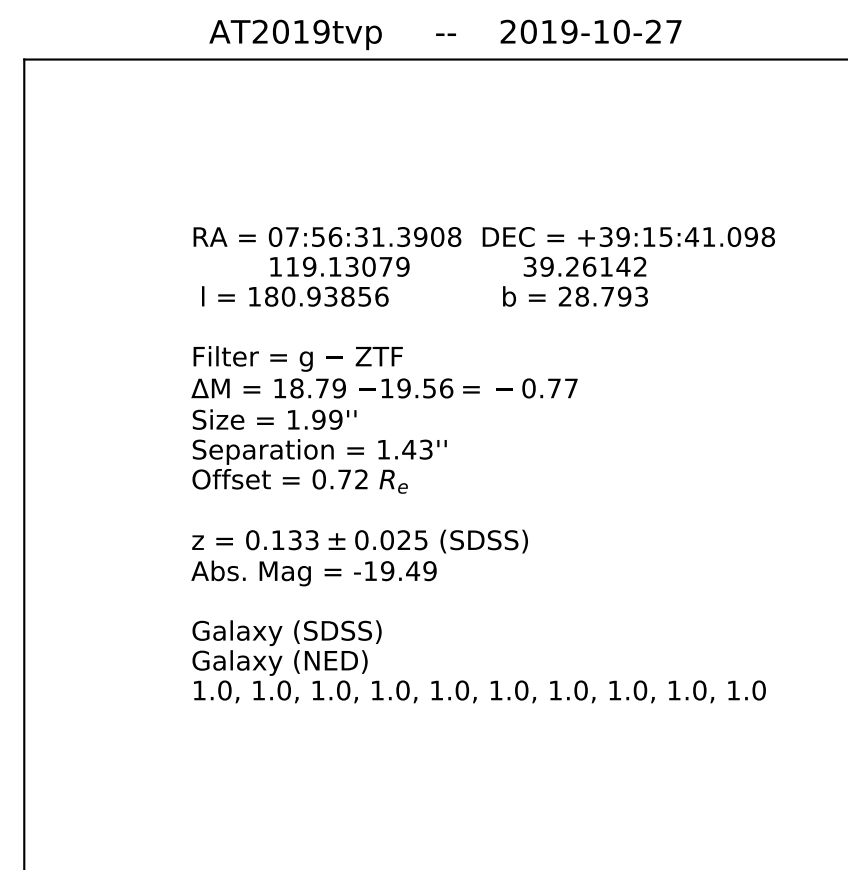 AT2019tvp -- 2019-10-27
RA = 07:56:31.3908 DEC = +39:15:41.098
119.13079 39.26142
l = 180.93856 b = 28.793
Filter = g − ZTF
ΔM = 18.79 −19.56 = − 0.77
Size = 1.99''
Separation = 1.43''
Offset = 0.72 Re
z = 0.133 ± 0.025 (SDSS)
Abs. Mag = -19.49
Galaxy (SDSS)
Galaxy (NED)
1.0, 1.0, 1.0, 1.0, 1.0, 1.0, 1.0, 1.0, 1.0, 1.0